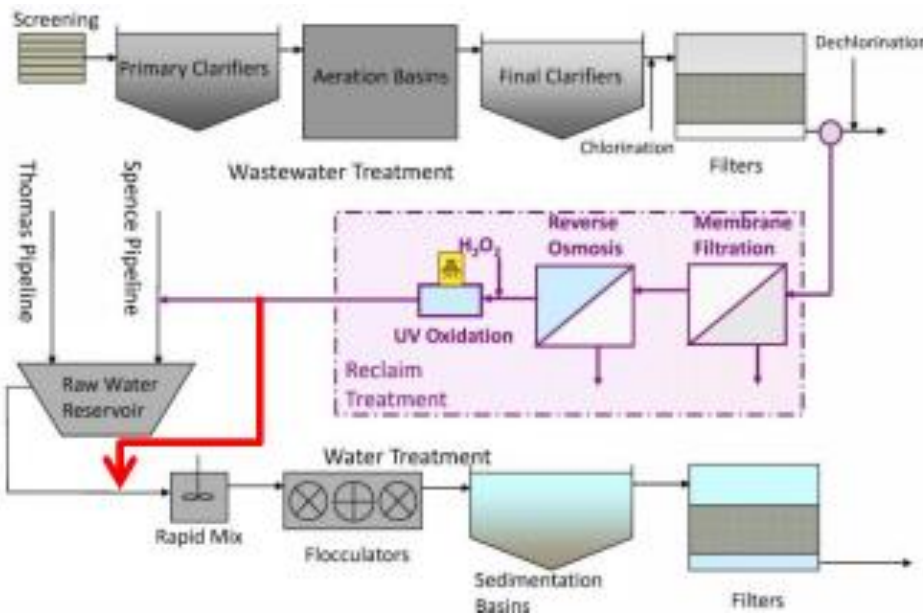 Screening
Primary Clarifiers
Aeration Basins
Final Clarifiers
Dechlorination
Chlorination
Filters
Wastewater Treatment
Thomas Pipeline
Spence Pipeline
Reverse
Osmosis
Membrane
Filtration
H₂O₂
UV Oxidation
Reclaim
Treatment
Raw Water
Reservoir
Water Treatment
Rapid Mix
Flocculators
Sedimentation
Basins
Filters